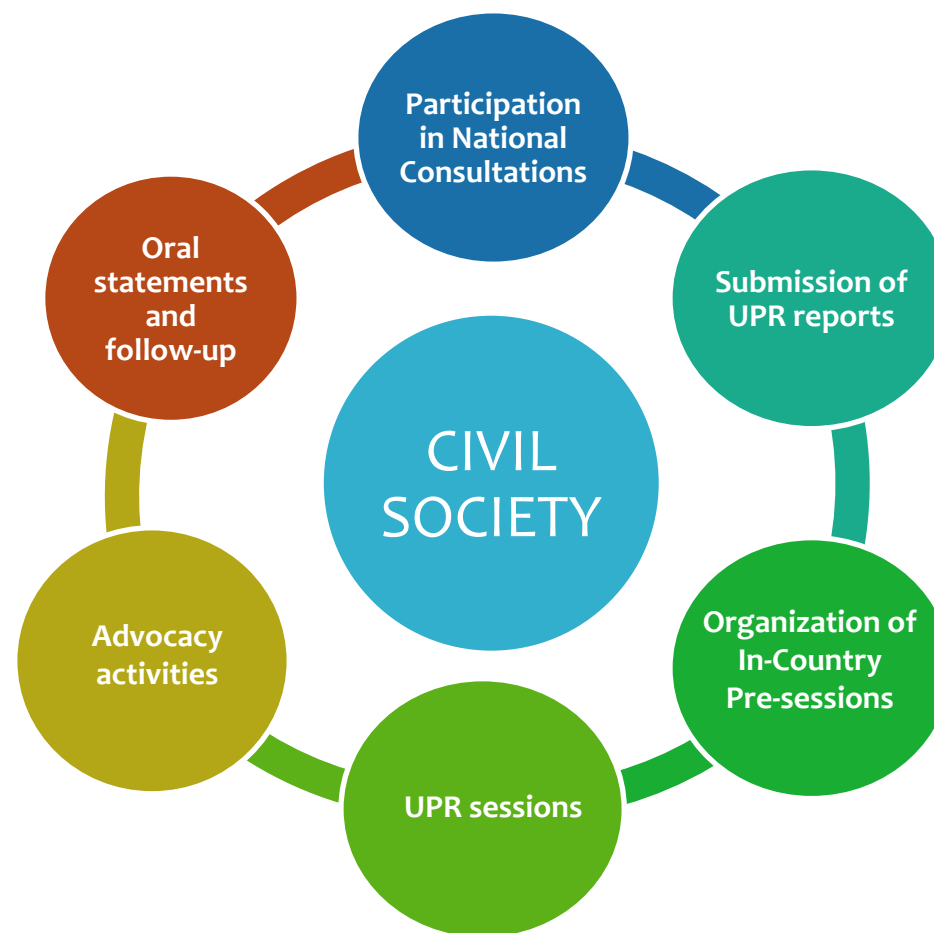 Participation
in National
Consultations
Submission of
UPR reports
Organization of
In-Country
Pre-sessions
UPR sessions
Advocacy
activities
Oral
statements
and
follow-up
CIVIL
SOCIETY